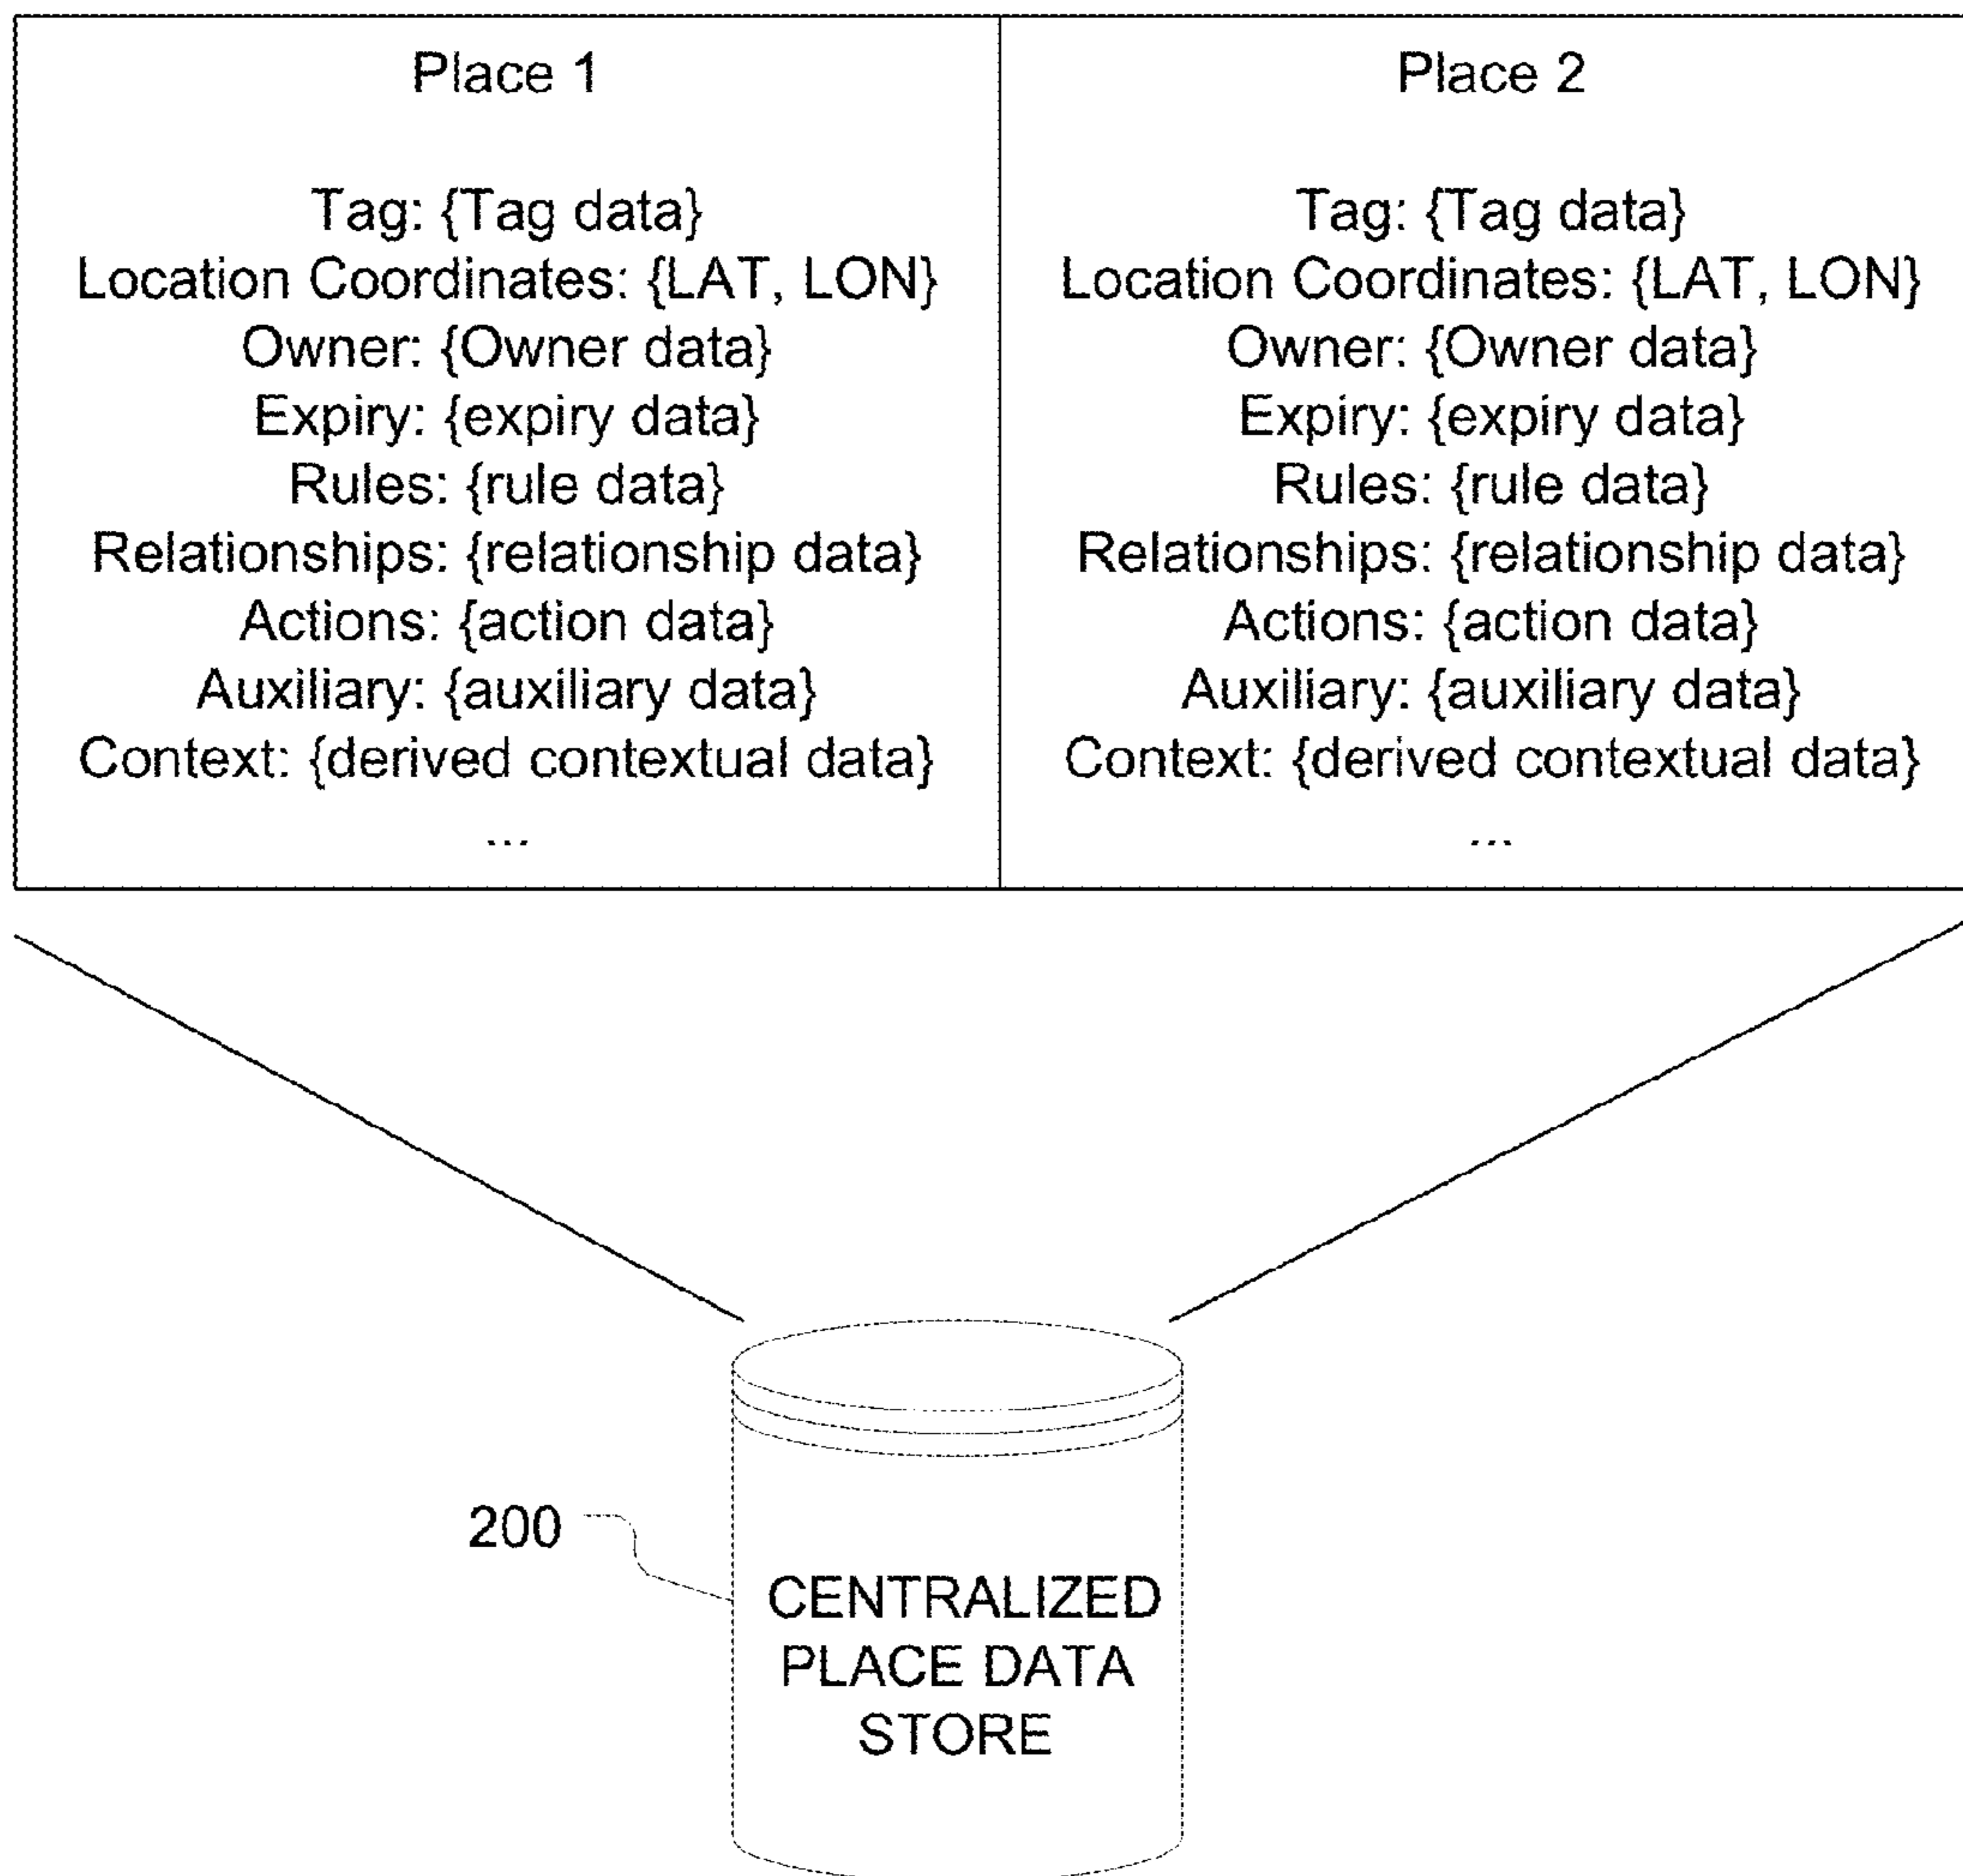 Place 1
Tag: {Tag data}
Location Coordinates: {LAT, LON}
Owner: {Owner data}
Expiry: {expiry data}
Rules: {rule data}
Relationships: {relationship data}
Actions: {action data}
Auxiliary: {auxiliary data}
Context: {derived contextual data}
...
Place 2
Tag: {Tag data}
Location Coordinates: {LAT, LON}
Owner: {Owner data}
Expiry: {expiry data}
Rules: {rule data}
Relationships: {relationship data}
Actions: {action data}
Auxiliary: {auxiliary data}
Context: {derived contextual data}
...
200
CENTRALIZED
PLACE DATA
STORE